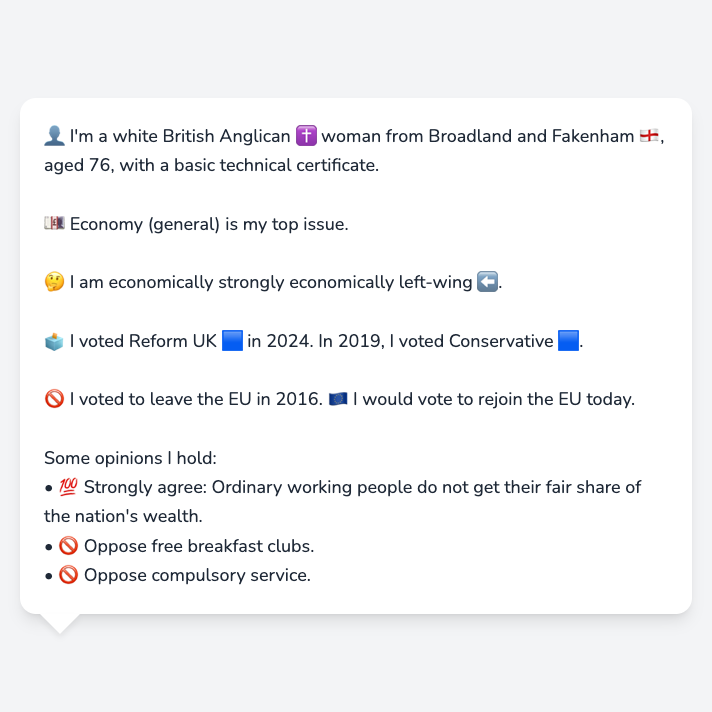 👤 I'm a white British Anglican ✝️ woman from Broadland and Fakenham 🏴󠁧󠁢󠁥󠁮󠁧󠁿,
aged 76, with a basic technical certificate.
💷 Economy (general) is my top issue.
🤔 I am economically strongly economically left-wing ⬅️.
🗳️ I voted Reform UK 🟦 in 2024. In 2019, I voted Conservative 🟦.
🚫 I voted to leave the EU in 2016. 🇪🇺 I would vote to rejoin the EU today.
Some opinions I hold:
• 💯 Strongly agree: Ordinary working people do not get their fair share of
the nation's wealth.
• 🚫 Oppose free breakfast clubs.
• 🚫 Oppose compulsory service.